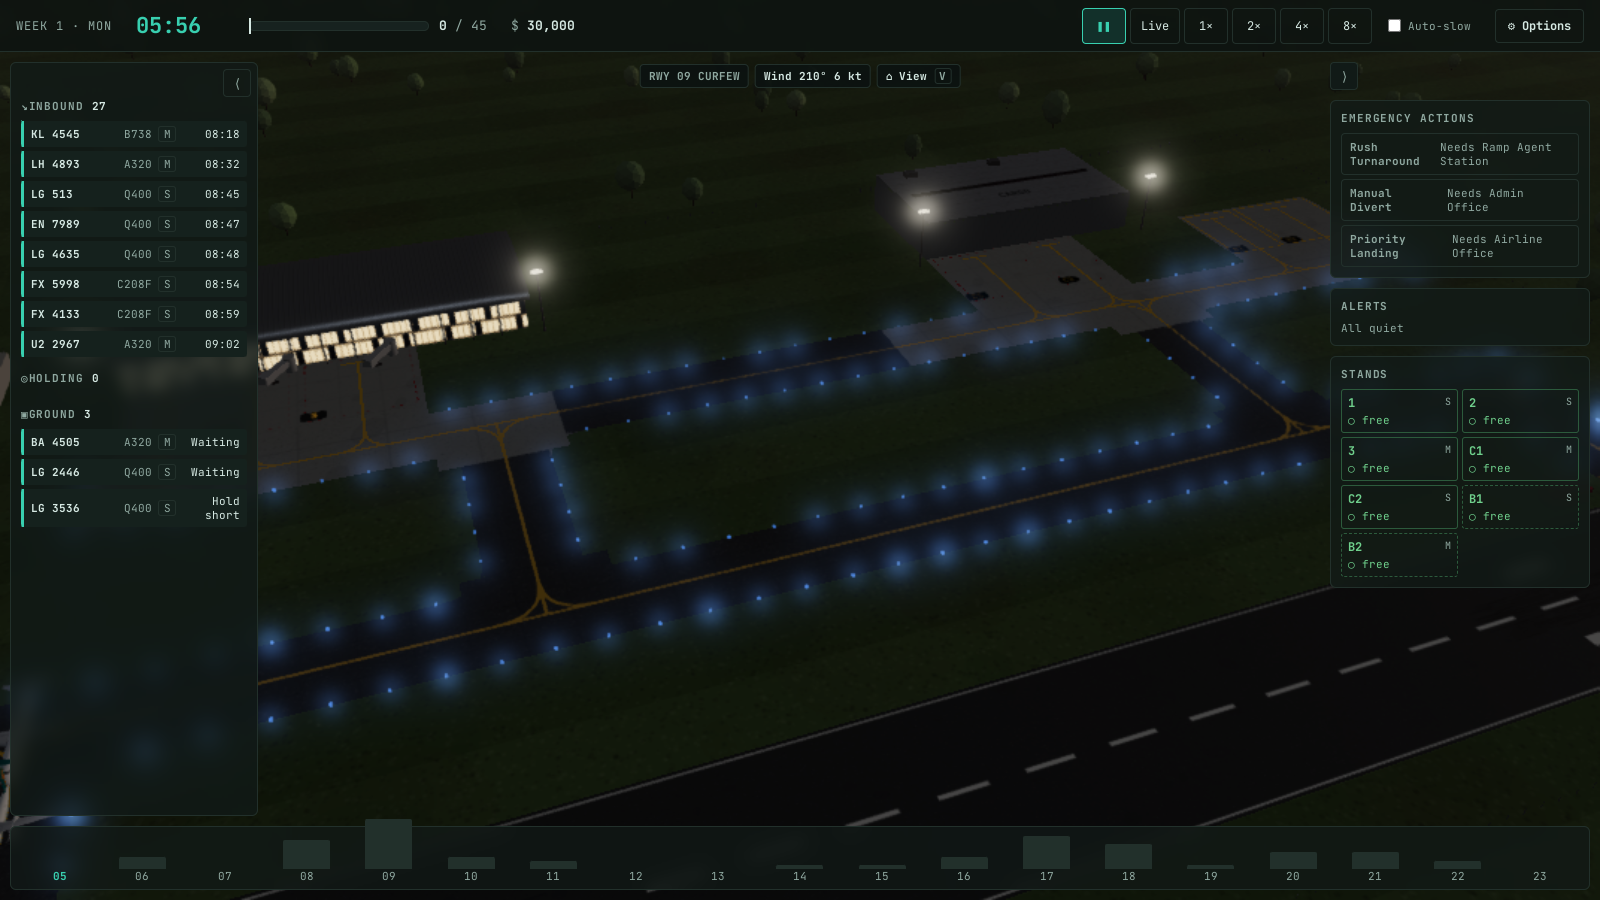 WEEK 1 · MON 05:56 0 / 45 $ 30,000 Live 1× 2× 4× 8× Auto-slow ⚙ Options
RWY 09 CURFEW Wind 210° 6 kt ⌂ View V
⟨
↘INBOUND 27
KL 4545 B738 M 08:18
LH 4893 A320 M 08:32
LG 513 Q400 S 08:45
EN 7989 Q400 S 08:47
LG 4635 Q400 S 08:48
FX 5998 C208F S 08:54
FX 4133 C208F S 08:59
U2 2967 A320 M 09:02
◎HOLDING 0
▣GROUND 3
BA 4505 A320 M Waiting
LG 2446 Q400 S Waiting
LG 3536 Q400 S Hold short
CARGO
⟩
EMERGENCY ACTIONS
Rush Turnaround Needs Ramp Agent Station
Manual Divert Needs Admin Office
Priority Landing Needs Airline Office
ALERTS
All quiet
STANDS
1 S 2 S
○ free ○ free
3 M C1 M
○ free ○ free
C2 S B1 S
○ free ○ free
B2 M
○ free
05 06 07 08 09 10 11 12 13 14 15 16 17 18 19 20 21 22 23